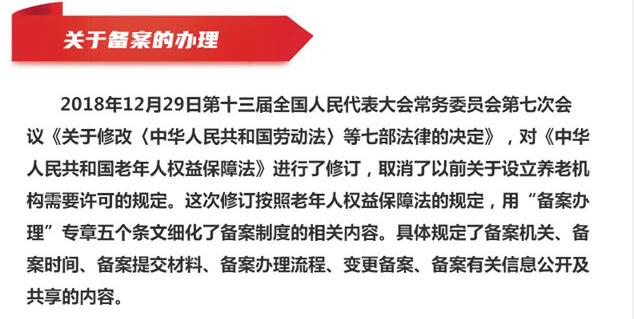 关于备案的办理
2018年12月29日第十三届全国人民代表大会常务委员会第七次会
议《关于修改〈中华人民共和国劳动法〉等七部法律的决定》，对《中华
人民共和国老年人权益保障法》进行了修订，取消了以前关于设立养老机
构需要许可的规定。这次修订按照老年人权益保障法的规定，用“备案办
理”专章五个条文细化了备案制度的相关内容。具体规定了备案机关、备
案时间、备案提交材料、备案办理流程、变更备案、备案有关信息公开及
共享的内容。